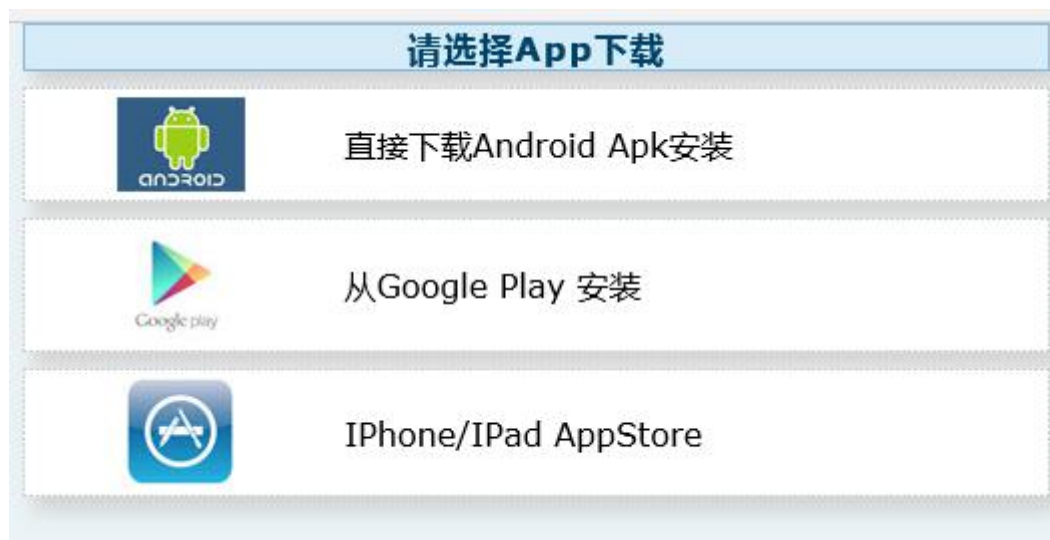 请选择App下载
ANDROID
直接下载Android Apk安装
Google play
从Google Play 安装
IPhone/IPad AppStore